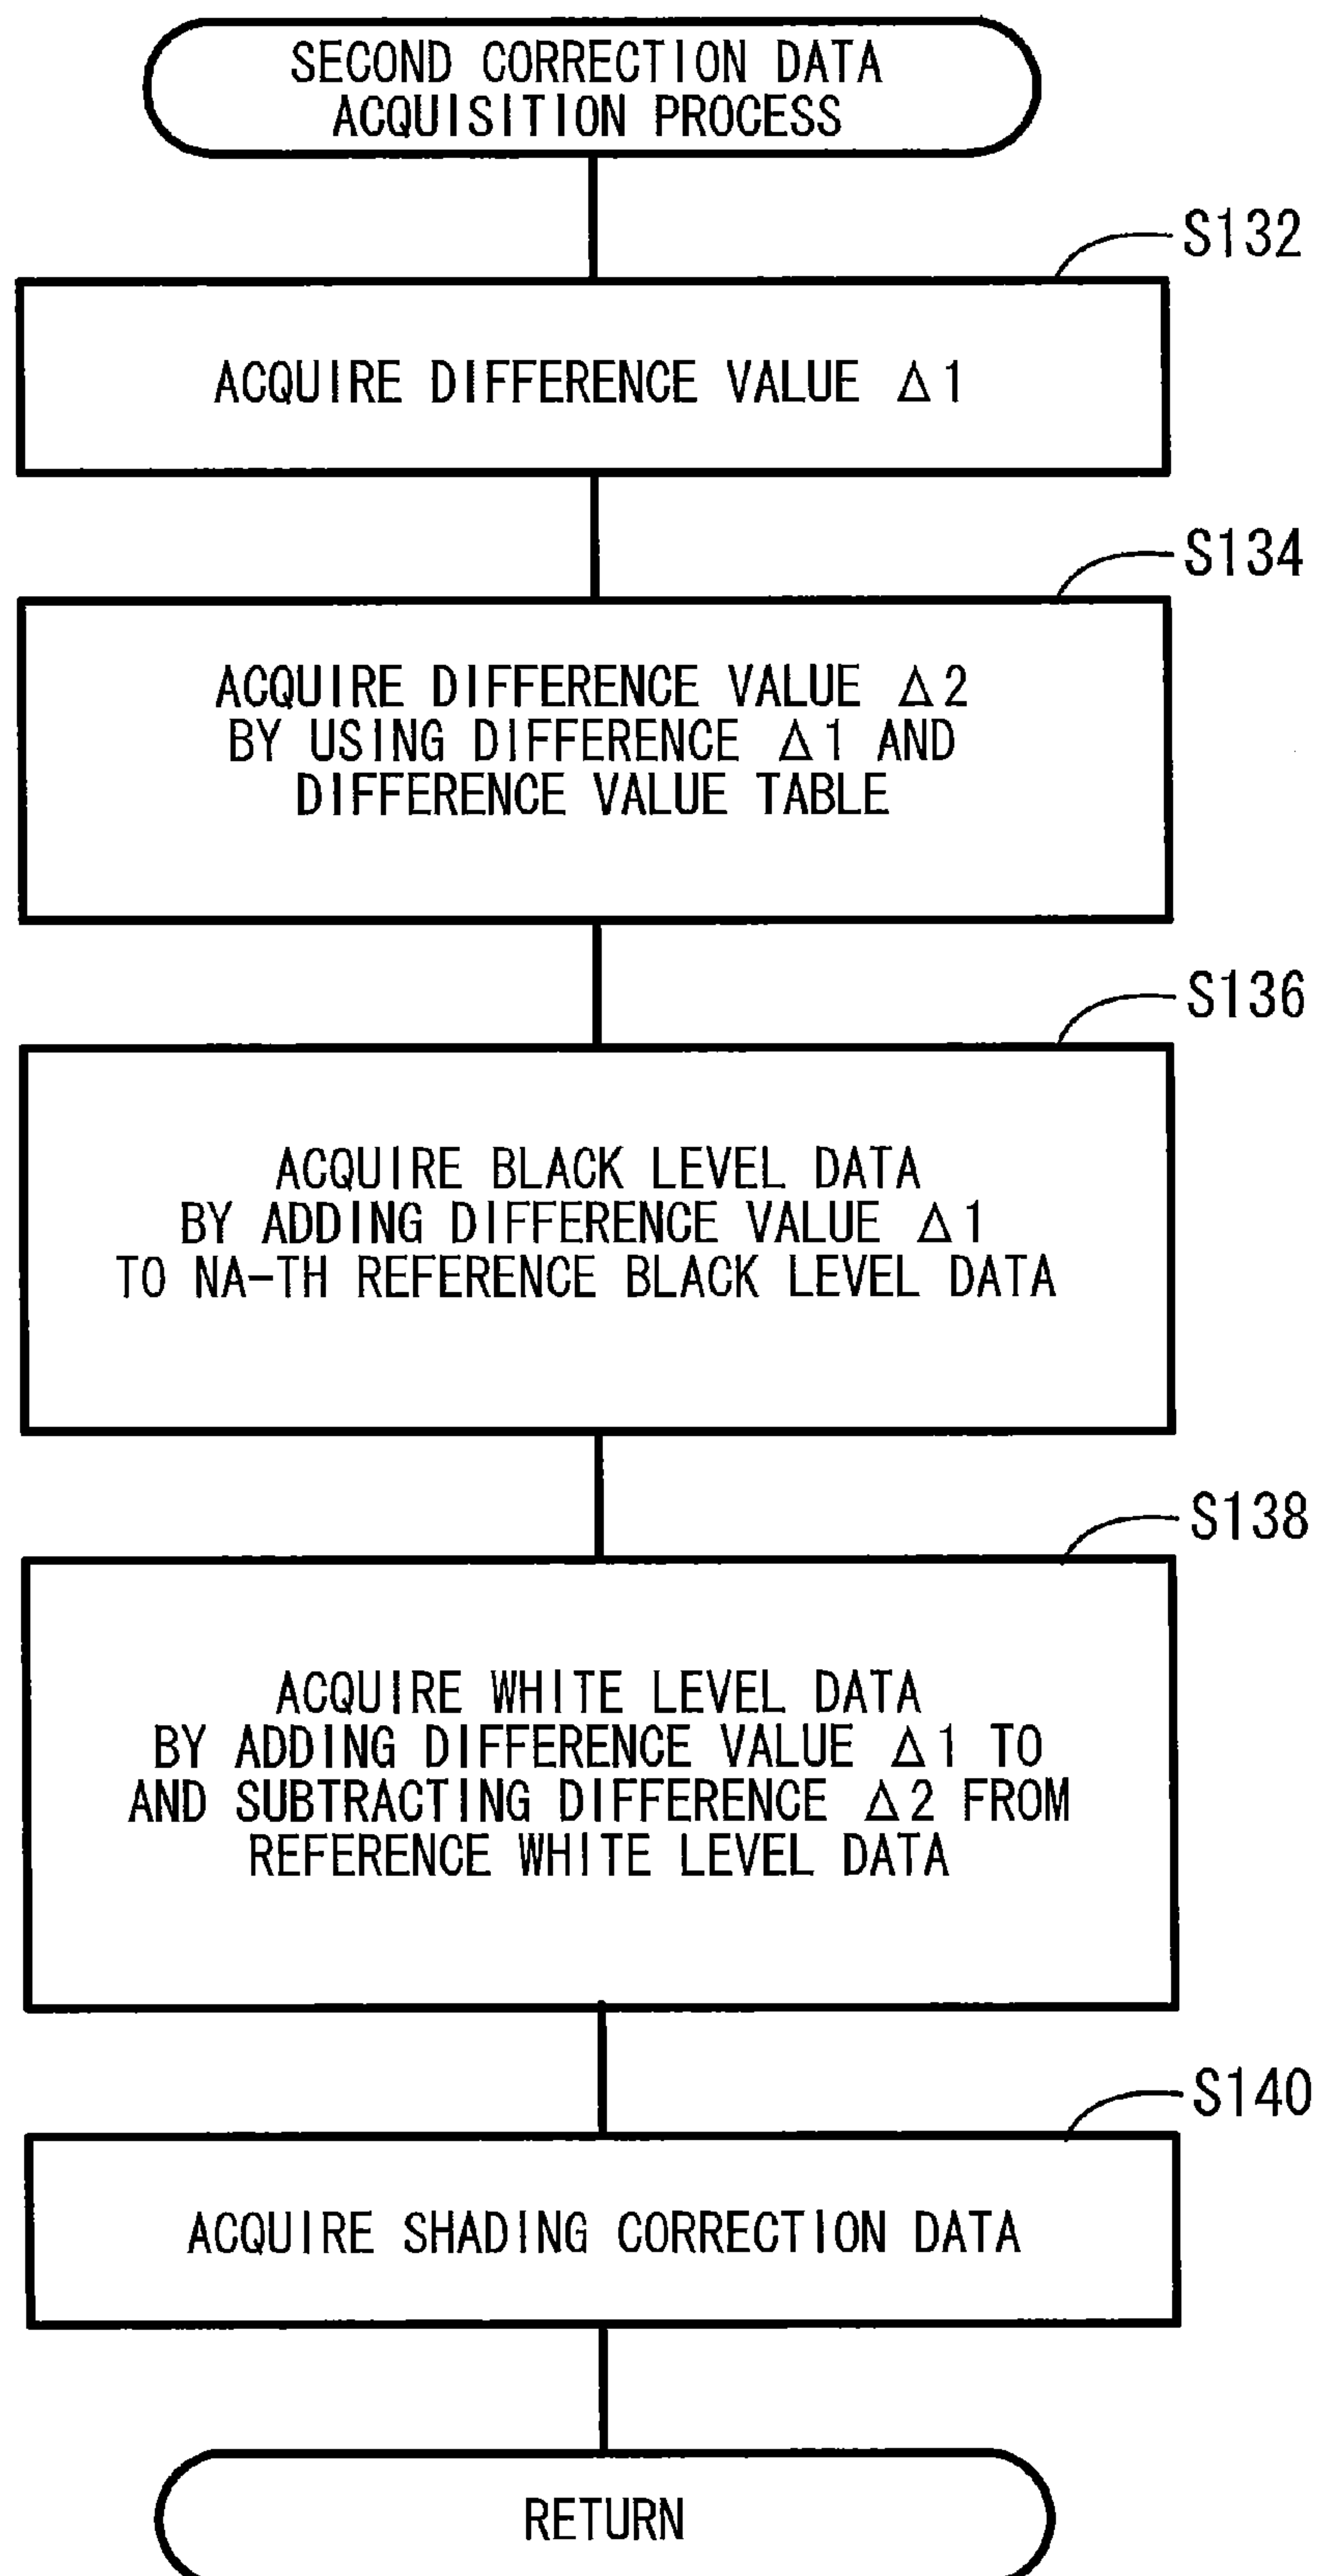 SECOND CORRECTION DATA
ACQUISITION PROCESS
S132
ACQUIRE DIFFERENCE VALUE Δ1
S134
ACQUIRE DIFFERENCE VALUE Δ2
BY USING DIFFERENCE Δ1 AND
DIFFERENCE VALUE TABLE
S136
ACQUIRE BLACK LEVEL DATA
BY ADDING DIFFERENCE VALUE Δ1
TO NA-TH REFERENCE BLACK LEVEL DATA
S138
ACQUIRE WHITE LEVEL DATA
BY ADDING DIFFERENCE VALUE Δ1 TO
AND SUBTRACTING DIFFERENCE Δ2 FROM
REFERENCE WHITE LEVEL DATA
S140
ACQUIRE SHADING CORRECTION DATA
RETURN